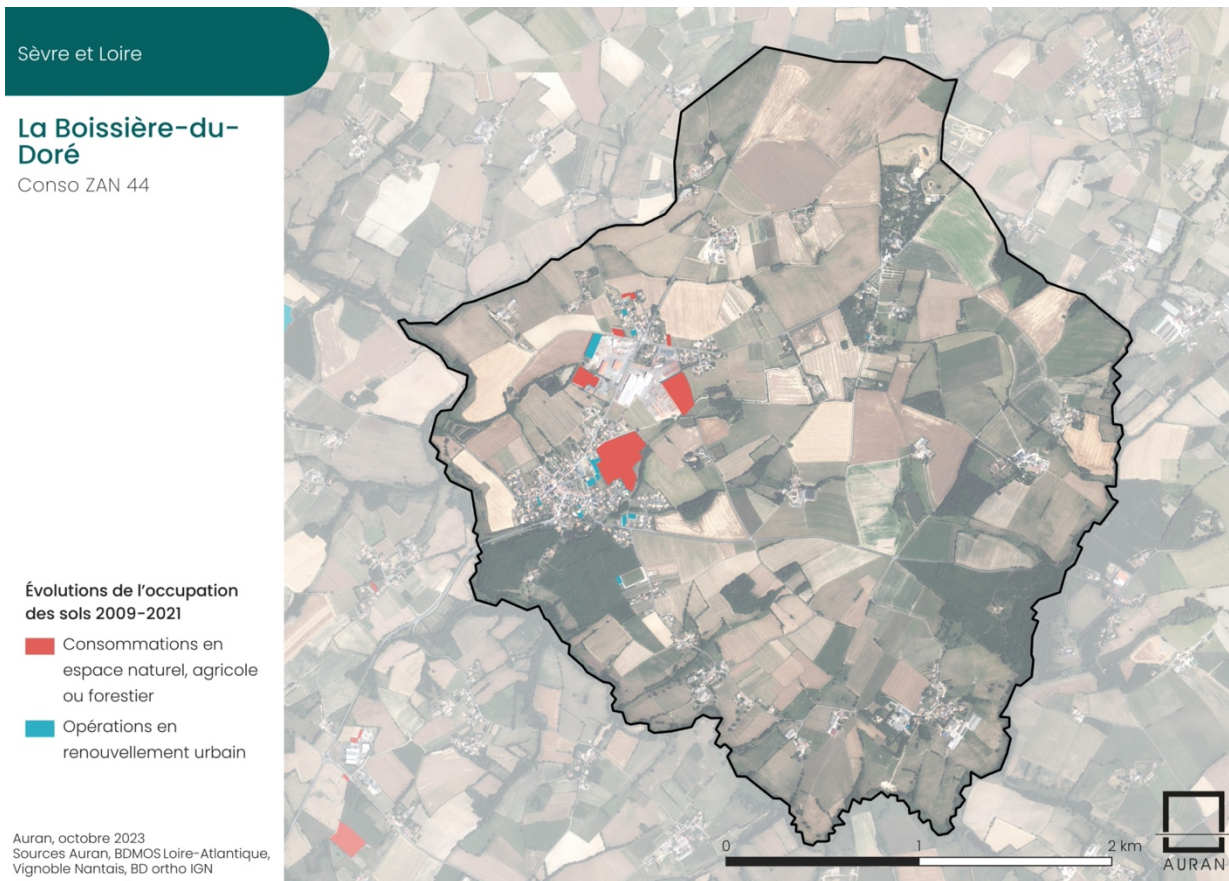 Sèvre et Loire
La Boissière-du-
Doré
Conso ZAN 44
Évolutions de l'occupation
des sols 2009-2021
Consommations en
espace naturel, agricole
ou forestier
Opérations en
renouvellement urbain
Auran, octobre 2023
Sources Auran, BDMOS Loire-Atlantique,
Vignoble Nantais, BD ortho IGN
0 1 2 km
AURAN